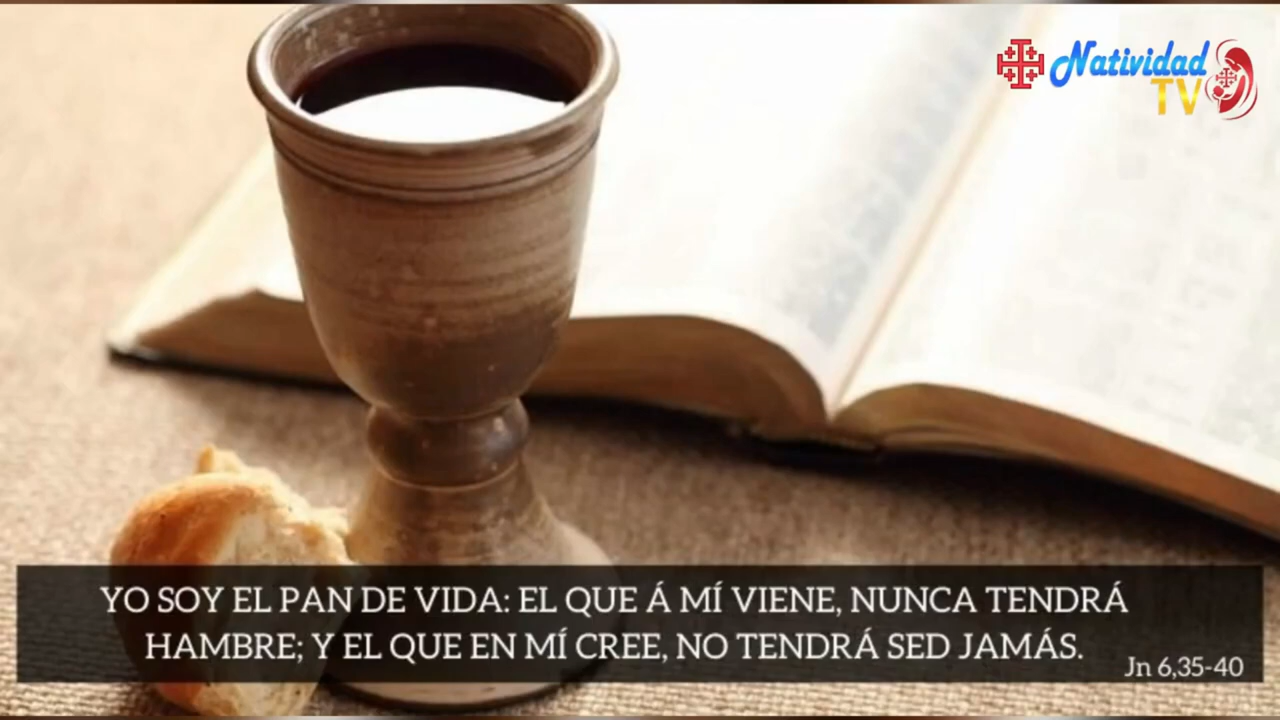 Natividad
TV
YO SOY EL PAN DE VIDA: EL QUE Á MÍ VIENE, NUNCA TENDRÁ
HAMBRE; Y EL QUE EN MÍ CREE, NO TENDRÁ SED JAMÁS.
Jn 6,35-40